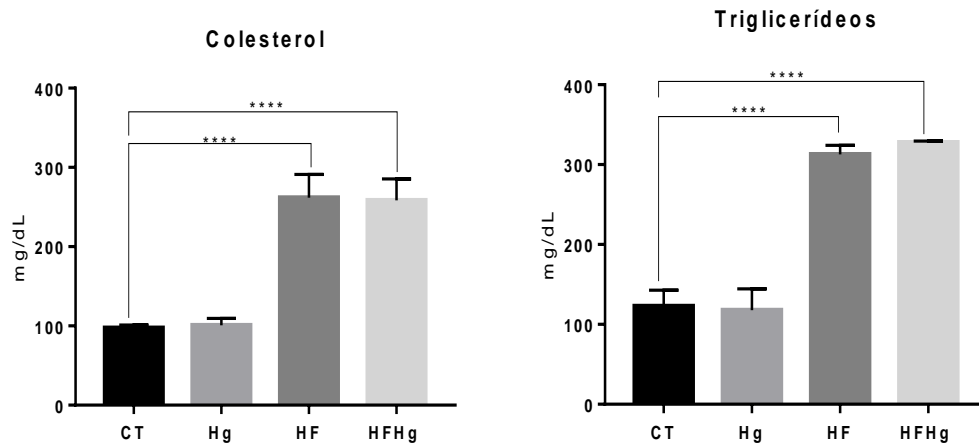 Colesterol
mg/dL
400
300
200
100
0
****
****
CT Hg HF HFHg
Triglicerídeos
mg/dL
400
300
200
100
0
****
****
CT Hg HF HFHg